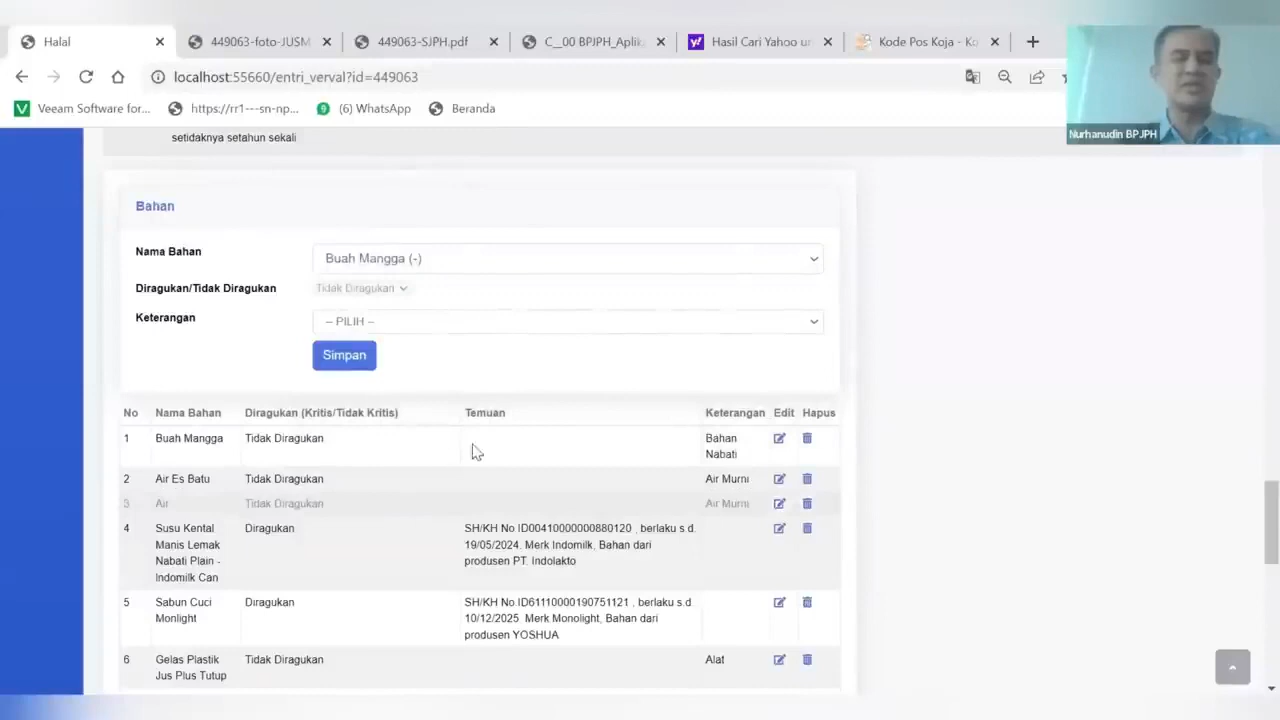 Halal
449063-foto-JUSM
449063-SJPH.pdf
C__00 BPJPH_Aplik
Hasil Cari Yahoo un
Kode Pos Koja - Ko
localhost:55660/entri_verval?id=449063
Veeam Software for...
https://rr1---sn-np...
(6) WhatsApp
Beranda
Nurhanudin BPJPH
setidaknya setahun sekali
Bahan
Nama Bahan
Buah Mangga (-)
Diragukan/Tidak Diragukan
Tidak Diragukan
Keterangan
-- PILIH --
Simpan
No Nama Bahan Diragukan (Kritis/Tidak Kritis) Temuan Keterangan Edit Hapus
1 Buah Mangga Tidak Diragukan Bahan
Nabati
2 Air Es Batu Tidak Diragukan Air Murni
3 Air Tidak Diragukan Air Murni
4 Susu Kental Diragukan SH/KH No ID00410000000880120 , berlaku s.d.
Manis Lemak 19/05/2024, Merk Indomilk, Bahan dari
Nabati Plain - produsen PT. Indolakto
Indomilk Can
5 Sabun Cuci Diragukan SH/KH No.ID61110000190751121 , berlaku s.d
Monlight 10/12/2025 Merk Monolight, Bahan dari
produsen YOSHUA
6 Gelas Plastik Tidak Diragukan Alat
Jus Plus Tutup